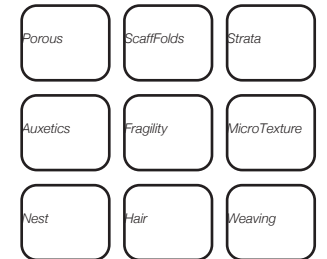 Porous
ScaffFolds
Strata
Auxetics
Fragility
MicroTexture
Nest
Hair
Weaving